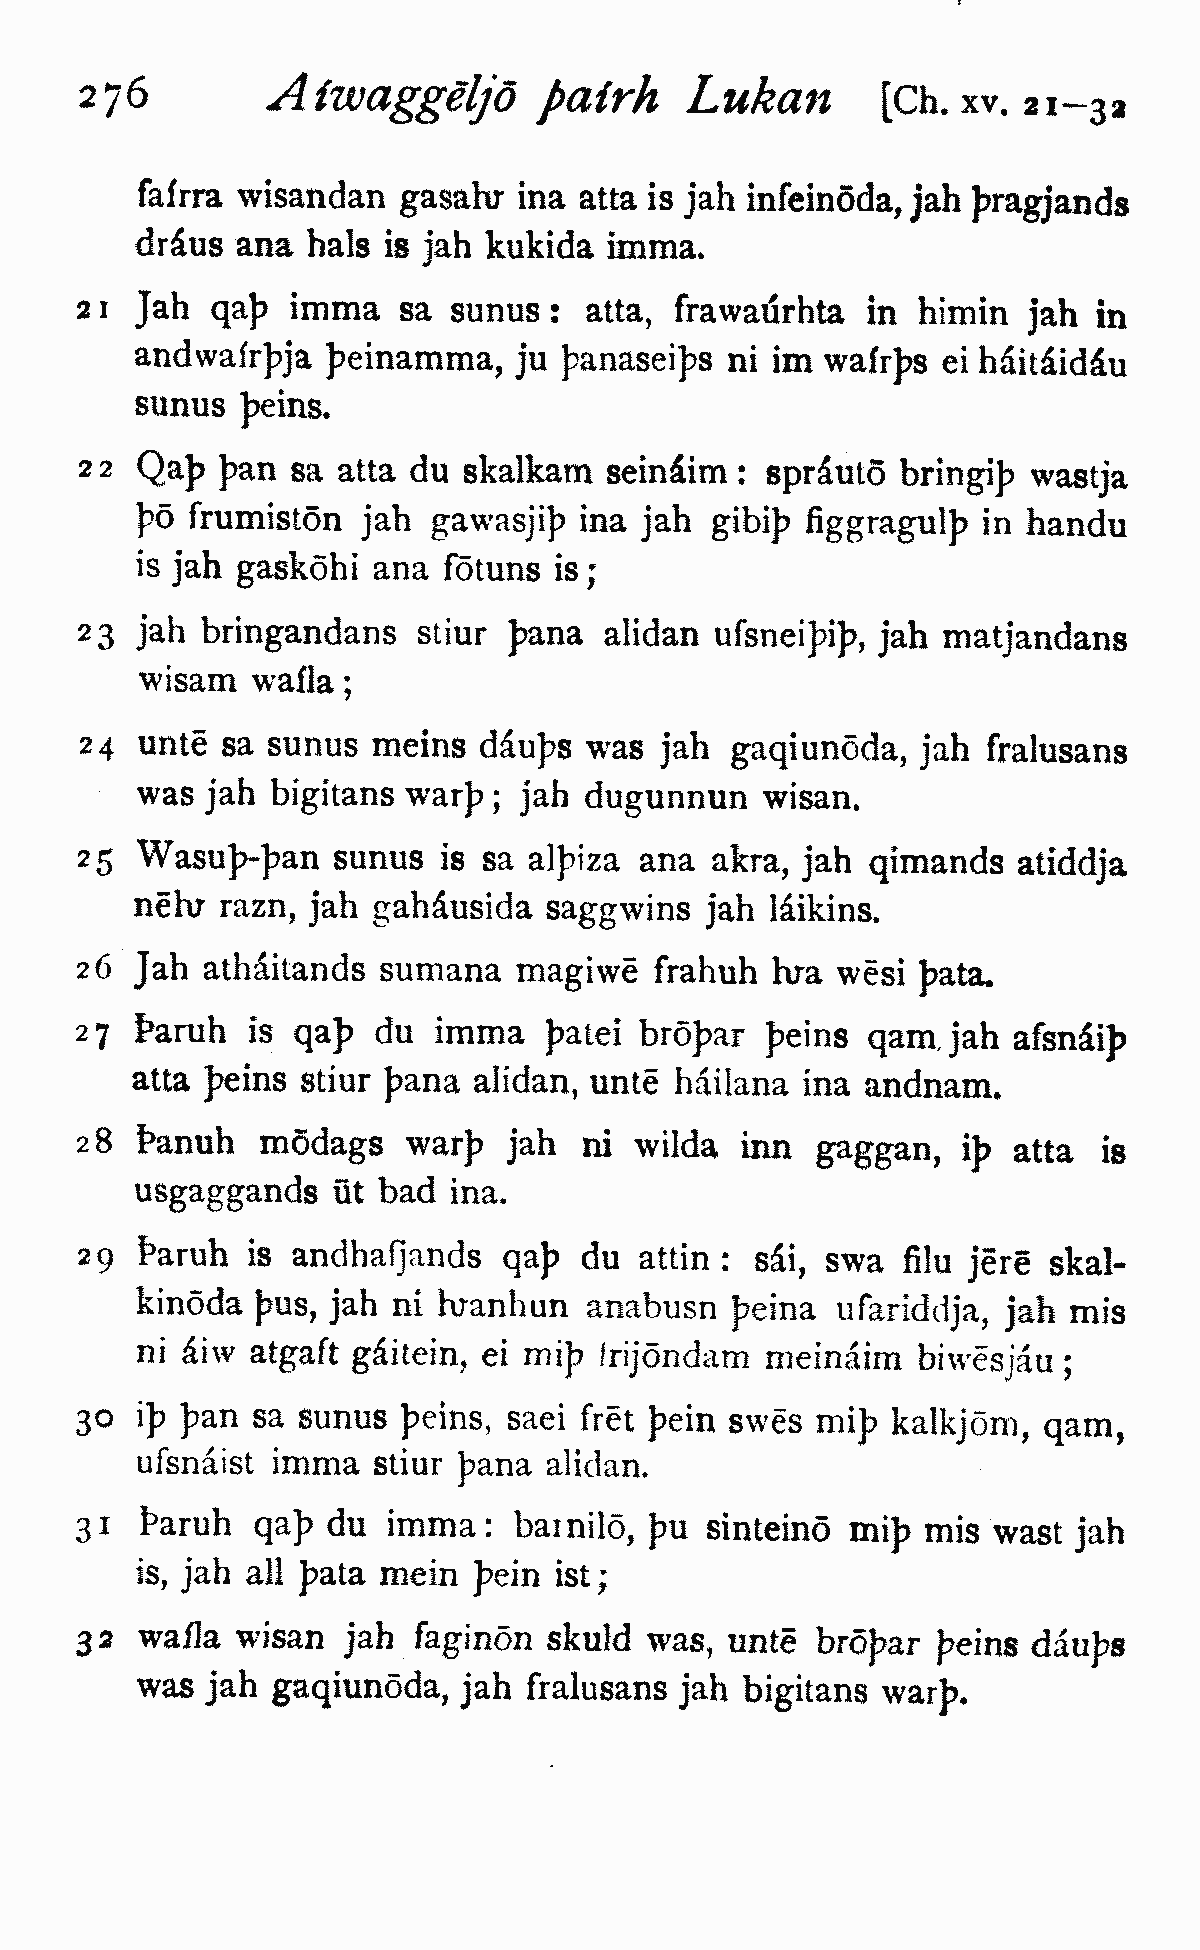 276 Aíwaggēljō þaírh Lukan [Ch. xv. 21–32
faírra wisandan gasaƕ ina atta is jah infeinōda, jah þragjands
dráus ana hals is jah kukida imma.
21 Jah qaþ imma sa sunus: atta, frawaúrhta in himin jah in
andwaírþja þeinamma, ju þanaseiþs ni im waírþs ei háitáidáu
sunus þeins.
22 Qaþ þan sa atta du skalkam seináim: spráutō bringiþ wastja
þō frumistōn jah gawasjiþ ina jah gibiþ figgragulþ in handu
is jah gaskōhi ana fōtuns is;
23 jah bringandans stiur þana alidan ufsneiþiþ, jah matjandans
wisam waíla;
24 untē sa sunus meins dáuþs was jah gaqiunōda, jah fralusans
was jah bigitans warþ; jah dugunnun wisan.
25 Wasuþ-þan sunus is sa alþiza ana akra, jah qimands atiddja
nēƕ razn, jah gaháusida saggwins jah láikins.
26 Jah atháitands sumana magiwē frahuh ƕa wēsi þata.
27 Þaruh is qaþ du imma þatei brōþar þeins qam jah afsnáiþ
atta þeins stiur þana alidan, untē háilana ina andnam.
28 Þanuh mōdags warþ jah ni wilda inn gaggan, iþ atta is
usgaggands ūt bad ina.
29 Þaruh is andhafjands qaþ du attin: sái, swa filu jērē skal-
kinōda þus, jah ni ƕanhun anabusn þeina ufariddja, jah mis
ni áiw atgaft gáitein, ei miþ frijōndam meináim biwēsjáu;
30 iþ þan sa sunus þeins, saei frēt þein swēs miþ kalkjōm, qam,
ufsnáist imma stiur þana alidan.
31 Þaruh qaþ du imma: barnilō, þu sinteinō miþ mis wast jah
is, jah all þata mein þein ist;
32 waíla wisan jah faginōn skuld was, untē brōþar þeins dáuþs
was jah gaqiunōda, jah fralusans jah bigitans warþ.